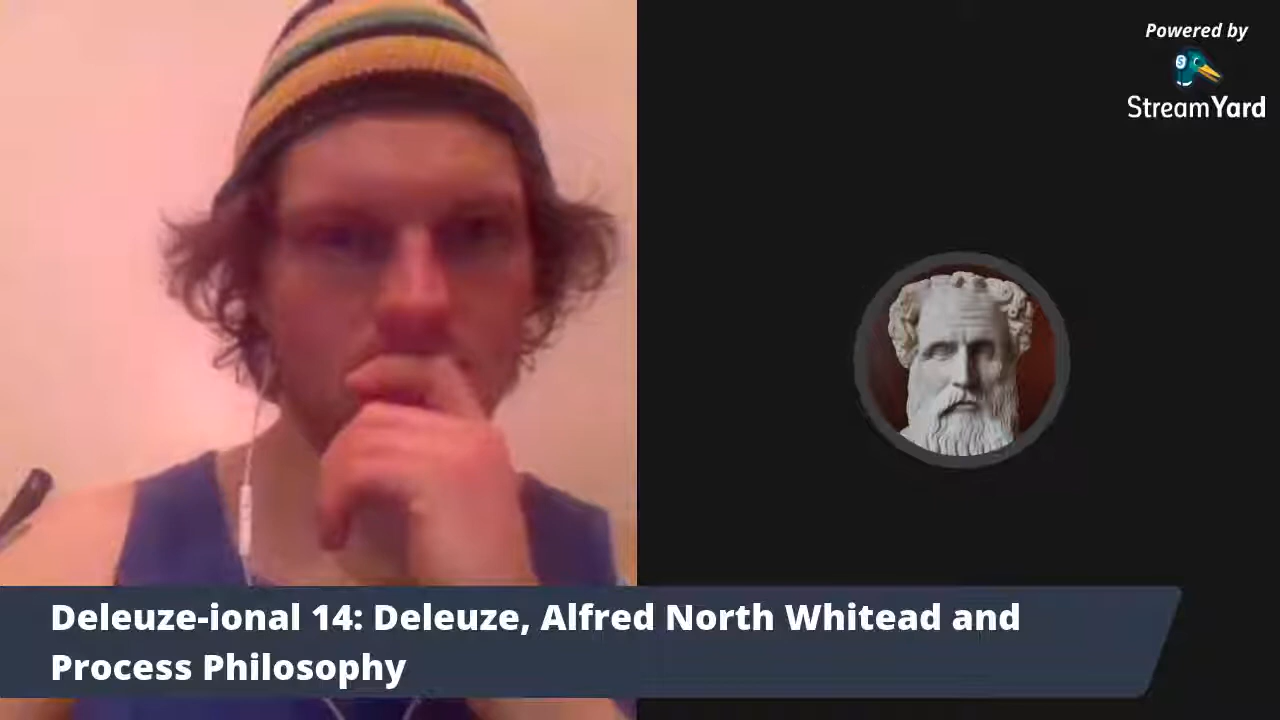 Powered by
S
StreamYard
Deleuze-ional 14: Deleuze, Alfred North Whitead and
Process Philosophy